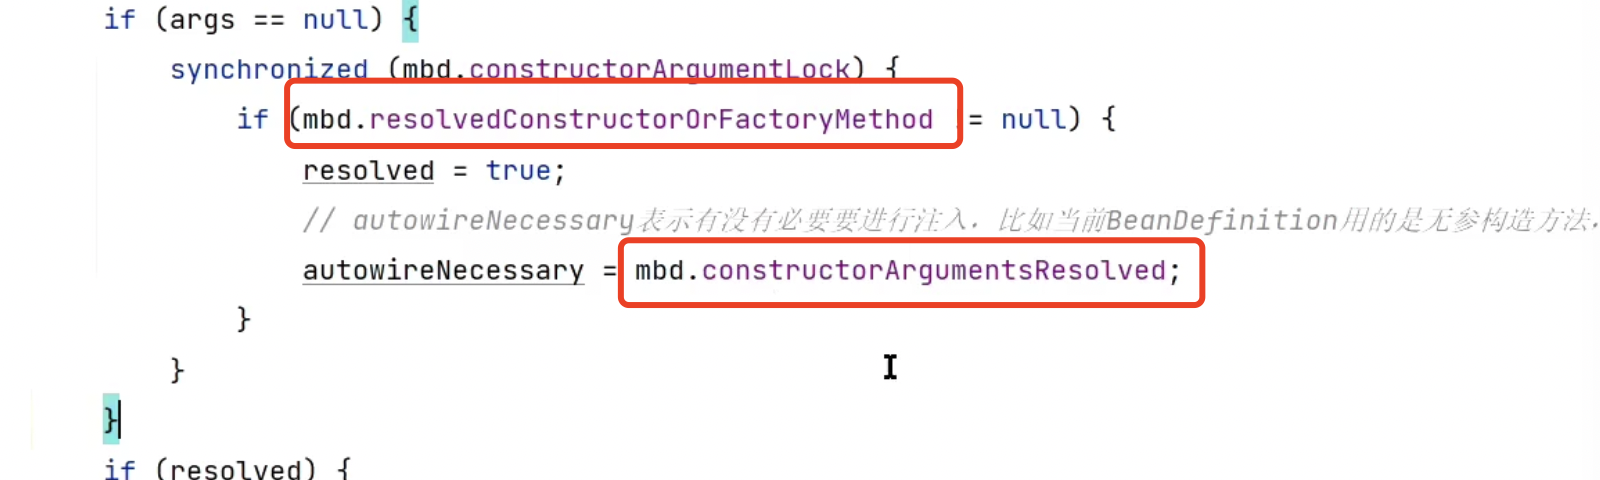 if (args == null) {
synchronized (mbd.constructorArgumentLock) {
if (mbd.resolvedConstructorOrFactoryMethod != null) {
resolved = true;
// autowireNecessary表示有没有必要要进行注入，比如当前BeanDefinition用的是无参构造方法，
autowireNecessary = mbd.constructorArgumentsResolved;
}
}
}
if (resolved) {